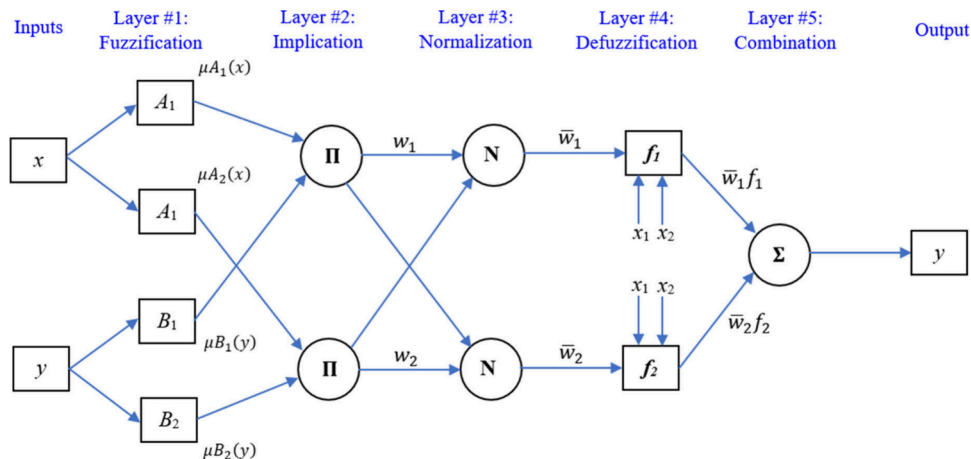 Inputs
Layer #1:
Fuzzification
Layer #2:
Implication
Layer #3:
Normalization
Layer #4:
Defuzzification
Layer #5:
Combination
Output
μA₁(x)
A₁
x
Π
w₁
N
w̅₁
f₁
w̅₁f₁
μA₂(x)
A₁
x₁ x₂
Σ
y
x₁ x₂
B₁
μB₁(y)
w̅₂f₂
y
Π
w₂
N
w̅₂
f₂
B₂
μB₂(y)